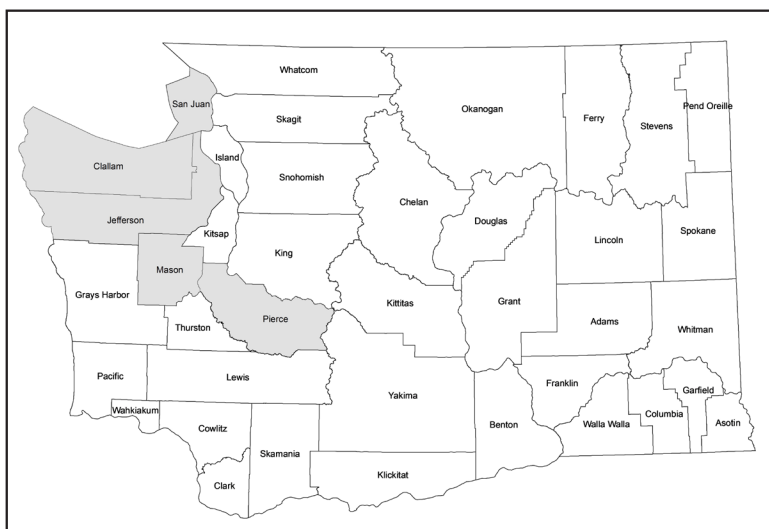 Whatcom
San Juan
Okanogan
Pend Oreille
Skagit
Ferry
Stevens
Island
Clallam
Snohomish
Chelan
Jefferson
Douglas
Kitsap
Spokane
Lincoln
King
Mason
Grays Harbor
Kittitas
Grant
Pierce
Adams
Thurston
Whitman
Pacific
Lewis
Franklin
Garfield
Yakima
Wahkiakum
Columbia
Walla Walla
Asotin
Benton
Cowlitz
Skamania
Klickitat
Clark